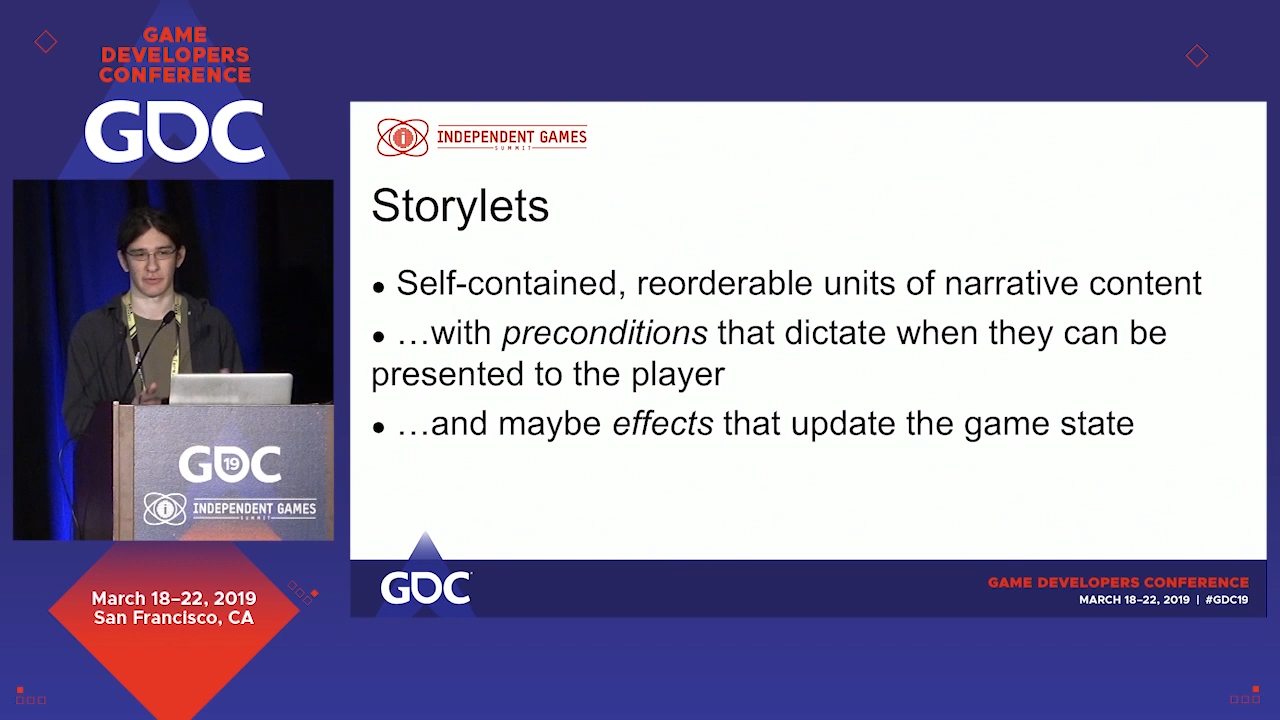 GAME
DEVELOPERS
CONFERENCE
GDC
INDEPENDENT GAMES
SUMMIT
Storylets
● Self-contained, reorderable units of narrative content
● …with preconditions that dictate when they can be
presented to the player
● …and maybe effects that update the game state
GDC
19
INDEPENDENT GAMES
SUMMIT
March 18–22, 2019
San Francisco, CA
GDC
GAME DEVELOPERS CONFERENCE
MARCH 18–22, 2019 | #GDC19